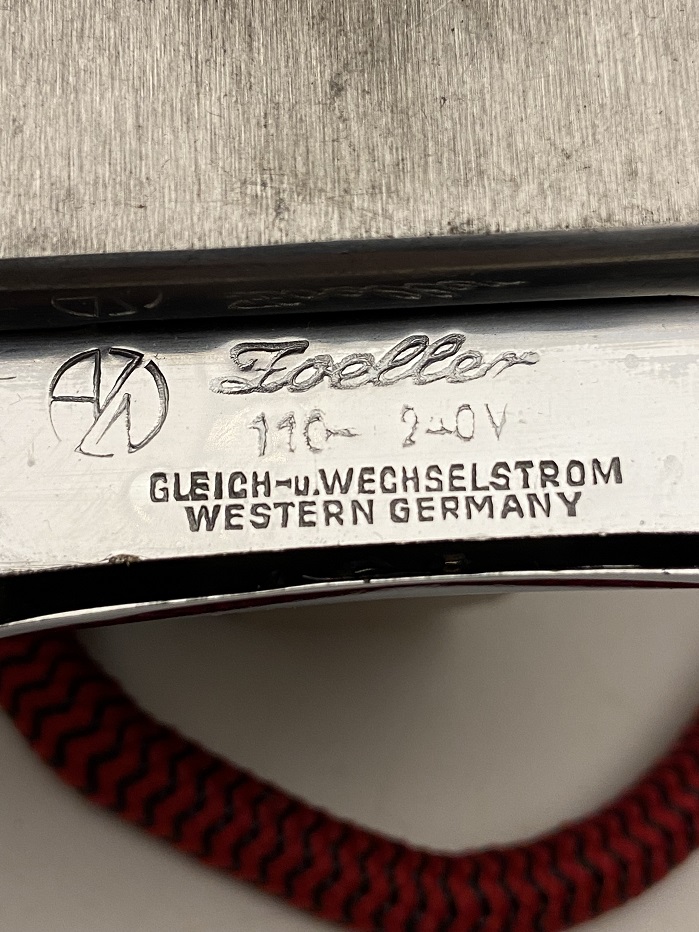 Zoeller
110- 240V
GLEICH-u.WECHSELSTROM
WESTERN GERMANY